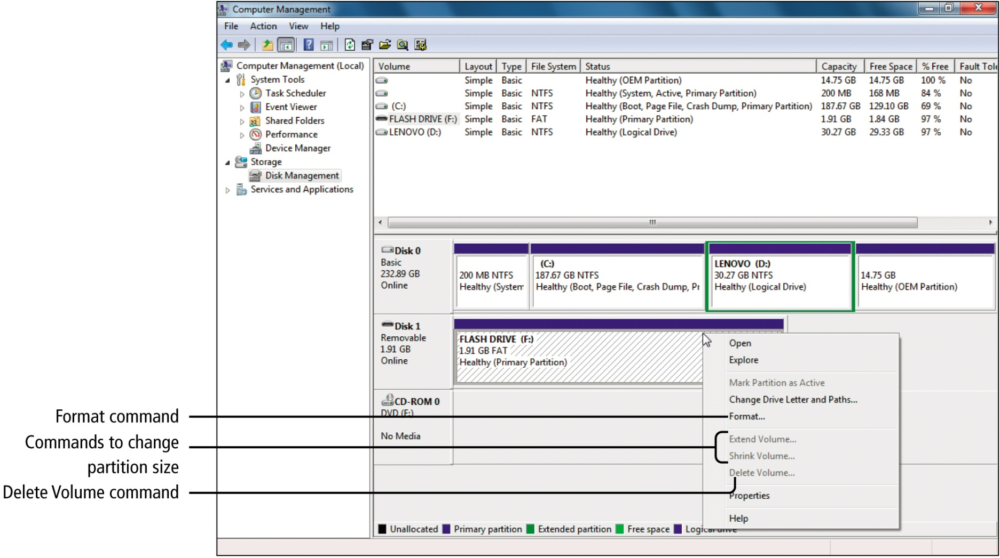 Computer Management
File Action View Help
Computer Management (Local)
System Tools
Task Scheduler
Event Viewer
Shared Folders
Performance
Device Manager
Storage
Disk Management
Services and Applications
Volume Layout Type File System Status Capacity Free Space % Free Fault Tole
Simple Basic Healthy (OEM Partition) 14.75 GB 14.75 GB 100 % No
Simple Basic NTFS Healthy (System, Active, Primary Partition) 200 MB 168 MB 84 % No
(C:) Simple Basic NTFS Healthy (Boot, Page File, Crash Dump, Primary Partition) 187.67 GB 129.10 GB 69 % No
FLASH DRIVE (F:) Simple Basic FAT Healthy (Primary Partition) 1.91 GB 1.84 GB 97 % No
LENOVO (D:) Simple Basic NTFS Healthy (Logical Drive) 30.27 GB 29.33 GB 97 % No
Disk 0
Basic
232.89 GB
Online
200 MB NTFS
Healthy (System
(C:)
187.67 GB NTFS
Healthy (Boot, Page File, Crash Dump, Pr
LENOVO (D:)
30.27 GB NTFS
Healthy (Logical Drive)
14.75 GB
Healthy (OEM Partition)
Disk 1
Removable
1.91 GB
Online
FLASH DRIVE (F:)
1.91 GB FAT
Healthy (Primary Partition)
CD-ROM 0
DVD (F:)
No Media
Open
Explore
Mark Partition as Active
Change Drive Letter and Paths...
Format...
Extend Volume...
Shrink Volume...
Delete Volume...
Properties
Help
Unallocated Primary partition Extended partition Free space Logical drive
Format command
Commands to change
partition size
Delete Volume command